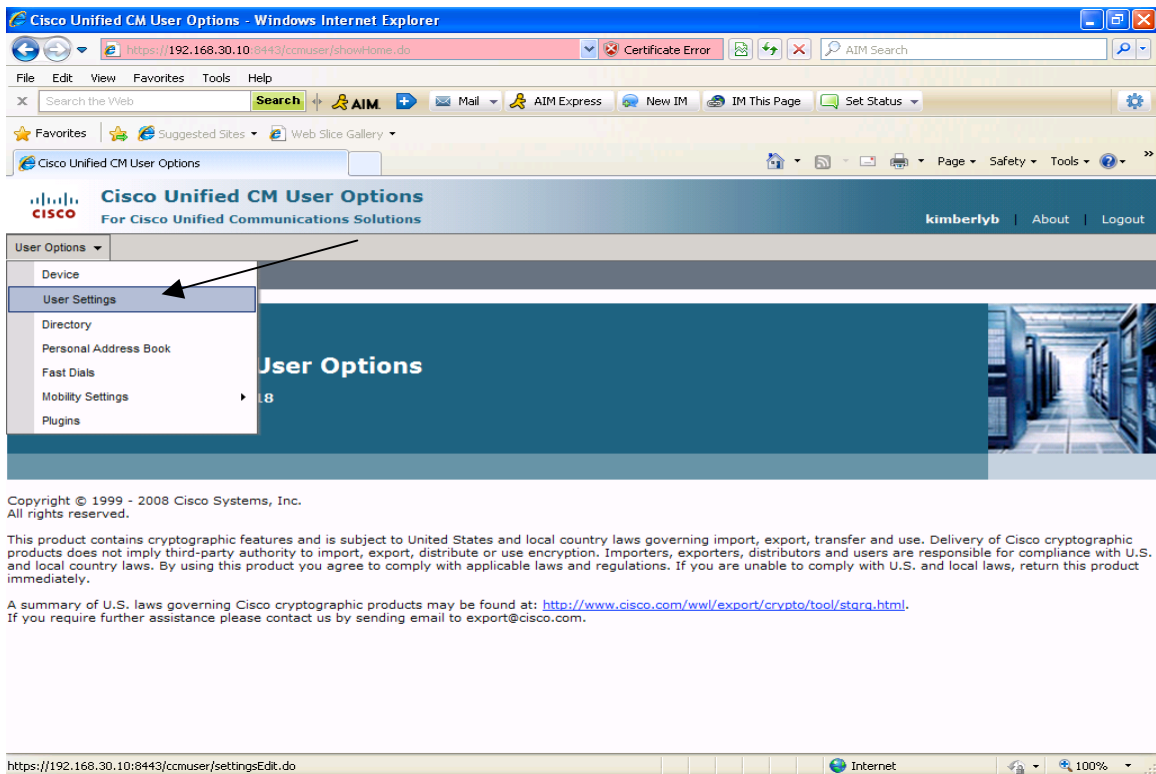 Cisco Unified CM User Options - Windows Internet Explorer
https://192.168.30.10:8443/ccmuser/showHome.do
Certificate Error
AIM Search
File Edit View Favorites Tools Help
x Search the Web Search AIM. Mail AIM Express New IM IM This Page Set Status
Favorites Suggested Sites Web Slice Gallery
Cisco Unified CM User Options
Page Safety Tools »
CISCO
Cisco Unified CM User Options
For Cisco Unified Communications Solutions
kimberlyb | About | Logout
User Options
Device
User Settings
Directory
Personal Address Book
Fast Dials
Mobility Settings
Plugins
User Options
18
Copyright © 1999 - 2008 Cisco Systems, Inc.
All rights reserved.
This product contains cryptographic features and is subject to United States and local country laws governing import, export, transfer and use. Delivery of Cisco cryptographic
products does not imply third-party authority to import, export, distribute or use encryption. Importers, exporters, distributors and users are responsible for compliance with U.S.
and local country laws. By using this product you agree to comply with applicable laws and regulations. If you are unable to comply with U.S. and local laws, return this product
immediately.
A summary of U.S. laws governing Cisco cryptographic products may be found at: http://www.cisco.com/wwl/export/crypto/tool/stqrg.html.
If you require further assistance please contact us by sending email to export@cisco.com.
https://192.168.30.10:8443/ccmuser/settingsEdit.do
Internet
100%